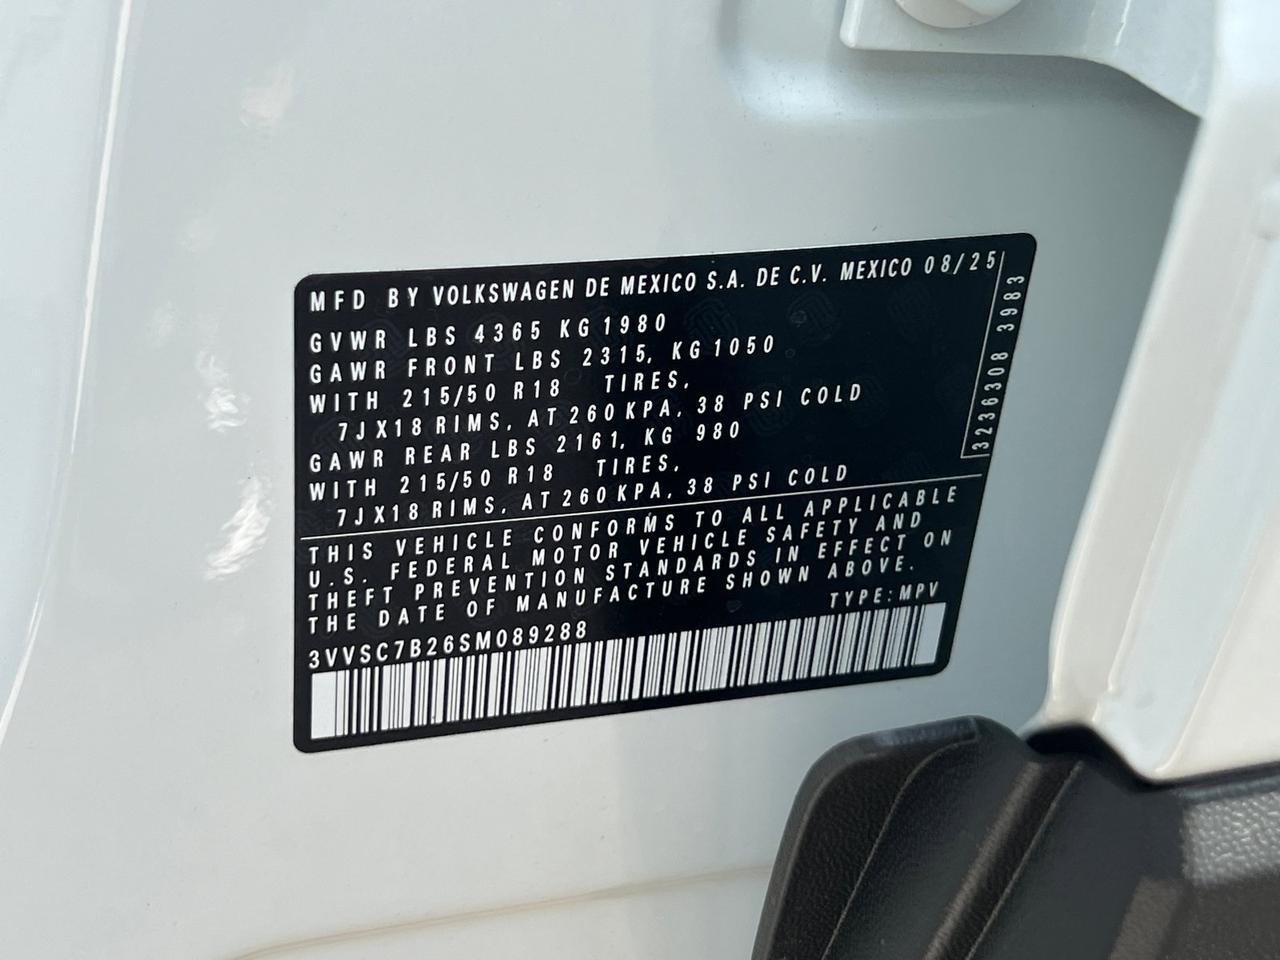 MFD BY VOLKSWAGEN DE MEXICO S.A. DE C.V. MEXICO 08/25
GVWR LBS 4365 KG 1980
GAWR FRONT LBS 2315, KG 1050
WITH 215/50 R18 TIRES,
7JX18 RIMS, AT 260 KPA, 38 PSI COLD
GAWR REAR LBS 2161, KG 980
WITH 215/50 R18 TIRES,
7JX18 RIMS, AT 260 KPA, 38 PSI COLD
3236308 3983
THIS VEHICLE CONFORMS TO ALL APPLICABLE
U.S. FEDERAL MOTOR VEHICLE SAFETY AND
THEFT PREVENTION STANDARDS IN EFFECT ON
THE DATE OF MANUFACTURE SHOWN ABOVE.
TYPE: MPV
3VVSC7B26SM089288